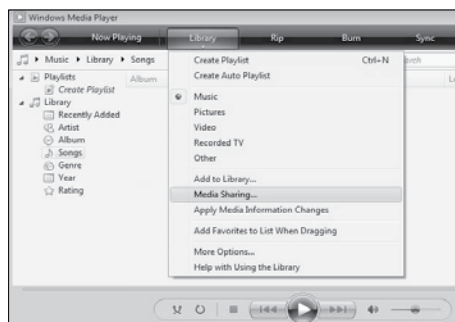 Windows Media Player
Now Playing Library Rip Burn Sync
Music Library Songs
Playlists
Create Playlist
Library
Recently Added
Artist
Album
Songs
Genre
Year
Rating
Album
Create Playlist Ctrl+N
Create Auto Playlist
Music
Pictures
Video
Recorded TV
Other
Add to Library...
Media Sharing...
Apply Media Information Changes
Add Favorites to List When Dragging
More Options...
Help with Using the Library